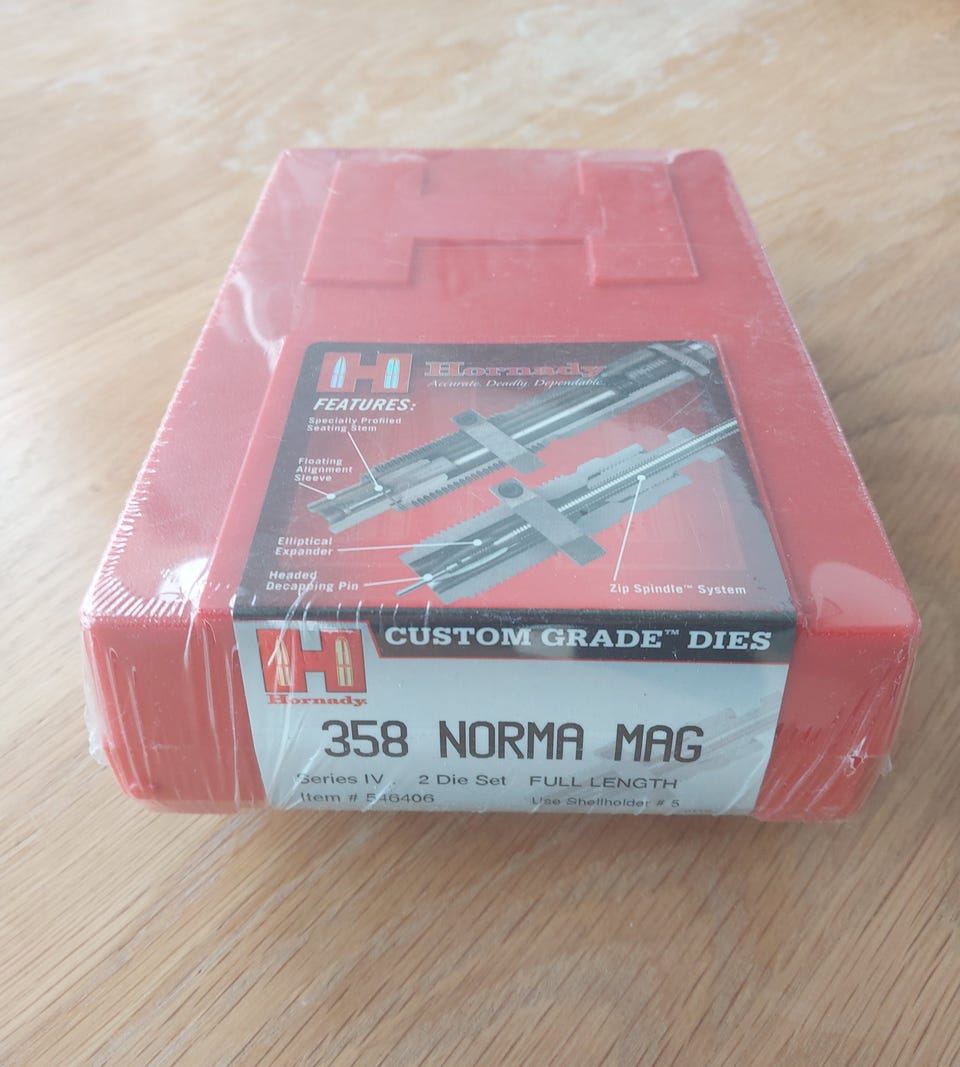 Hornady
Accurate. Deadly. Dependable.
FEATURES:
Specially Profiled
Seating Stem
Floating
Alignment
Sleeve
Elliptical
Expander
Headed
Decapping Pin
Zip Spindle™ System
CUSTOM GRADE™ DIES
Hornady
358 NORMA MAG
Series IV . 2 Die Set FULL LENGTH
Item # 546406
Use Shellholder # 5